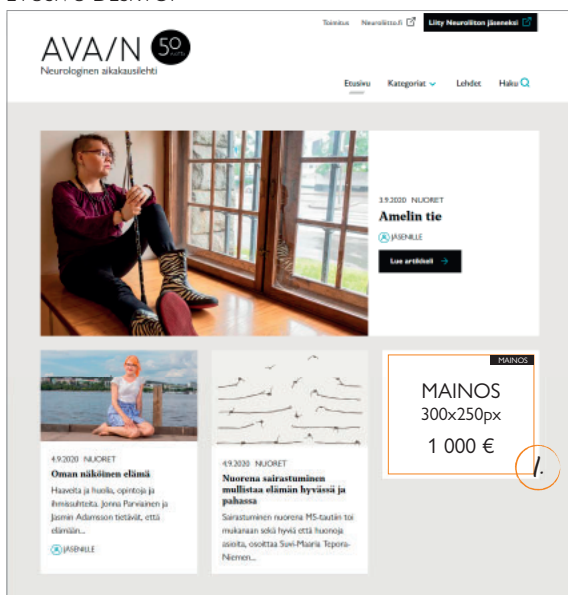 Toimitus Neuroliitto.fi Liity Neuroliiton jäseneksi
AVA/N 50
Neurologinen aikakausilehti
Etusivu Kategoriat Lehdet Haku
3.9.2020 NUORET
Amelin tie
JÄSENILLE
Lue artikkeli →
4.9.2020 NUORET
Oman näköinen elämä
Haaveita ja huolia, opintoja ja
ihmissuhteita. Jonna Parviainen ja
Jasmin Adamsson tietävät, että
elämään...
JÄSENILLE
4.9.2020 NUORET
Nuorena sairastuminen
mullistaa elämän hyvässä ja
pahassa
Sairastuminen nuorena MS-tautiin toi
mukanaan sekä hyviä että huonoja
asioita, osoittaa Suvi-Maaria Tepora-
Niemen...
MAINOS
MAINOS
300x250px
1 000 €
1.